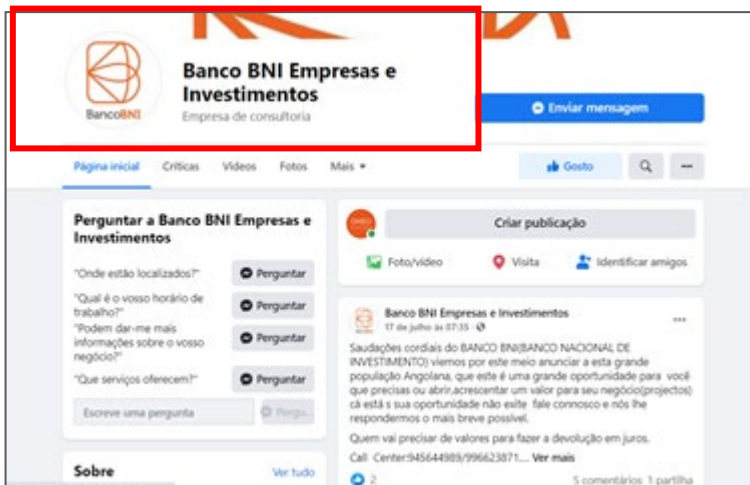 BancoBNI
Banco BNI Empresas e
Investimentos
Empresa de consultoria
Enviar mensagem
Página inicial Críticas Vídeos Fotos Mais
Gosto
Perguntar a Banco BNI Empresas e
Investimentos
"Onde estão localizados?" Perguntar
"Qual é o vosso horário de
trabalho?" Perguntar
"Podem dar-me mais
informações sobre o vosso
negócio?" Perguntar
"Que serviços oferecem?" Perguntar
Escreve uma pergunta Pergu...
Sobre Ver tudo
Criar publicação
Foto/vídeo Visita Identificar amigos
Banco BNI Empresas e Investimentos
17 de julho às 07:35
Saudações cordiais do BANCO BNI(BANCO NACIONAL DE
INVESTIMENTO) viemos por este meio anunciar a esta grande
população Angolana, que este é uma grande oportunidade para você
que precisas ou abrir,acrescentar um valor para seu negócio(projectos)
cá está s sua oportunidade não exite fale connosco e nós lhe
respondermos o mais breve possível.
Quem vai precisar de valores para fazer a devolução em juros.
Call Center:945644989/996623871.... Ver mais
2
5 comentários 1 partilha